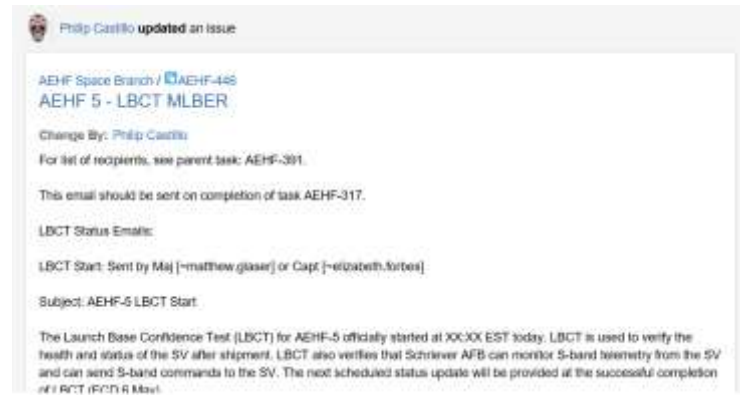 Philip Castillo updated an issue
AEHF Space Branch / AEHF-446
AEHF 5 - LBCT MLBER
Change By: Philip Castillo
For list of recipients, see parent task: AEHF-391.
This email should be sent on completion of task AEHF-317.
LBCT Status Emails:
LBCT Start: Sent by Maj [~matthew.glaser] or Capt [~elizabeth.forbes]
Subject: AEHF-5 LBCT Start
The Launch Base Confidence Test (LBCT) for AEHF-5 officially started at XX:XX EST today. LBCT is used to verify the
health and status of the SV after shipment. LBCT also verifies that Schriever AFB can monitor S-band telemetry from the SV
and can send S-band commands to the SV. The next scheduled status update will be provided at the successful completion
of LBCT (ECD 6 May)